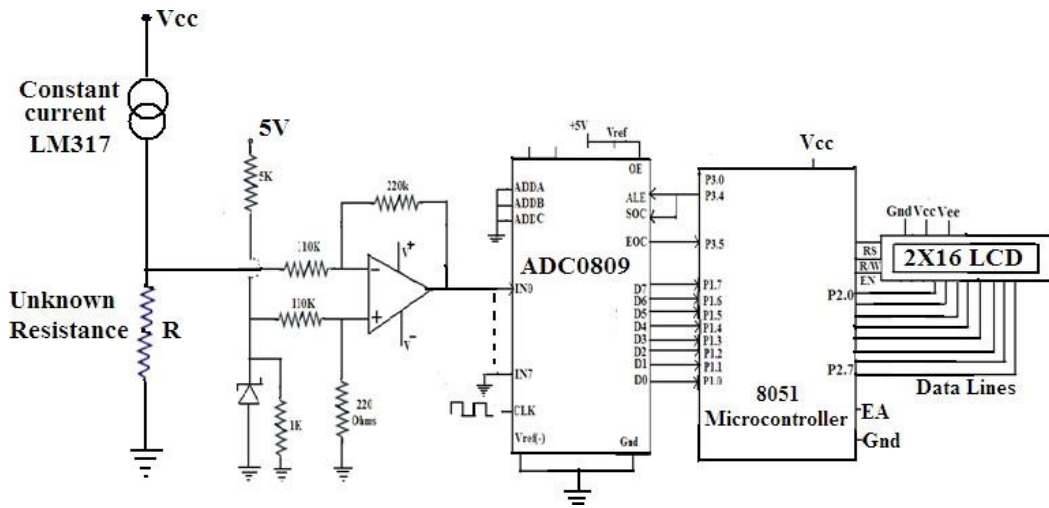 Vcc
Constant
current
LM317
Unknown
Resistance
R
5V
5K
110K
110K
220k
-
+
V+
V-
1K
220
Ohms
+5V
Vref
OE
ADDA
ADDB
ADDC
ALE
SOC
EOC
ADC0809
IN0
IN7
CLK
Vref(-)
Gnd
D7
D6
D5
D4
D3
D2
D1
D0
Vcc
P3.0
P3.4
P3.5
P1.7
P1.6
P1.5
P1.4
P1.3
P1.2
P1.1
P1.0
8051
Microcontroller
P2.0
P2.7
RS
R/W
EN
Gnd Vcc Vee
2X16 LCD
Data Lines
EA
Gnd